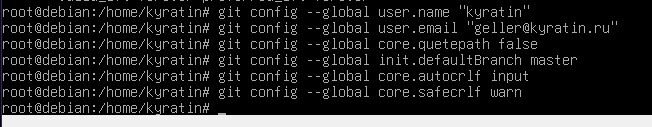 root@debian:/home/kyratin# git config --global user.name "kyratin"
root@debian:/home/kyratin# git config --global user.email "geller@kyratin.ru"
root@debian:/home/kyratin# git config --global core.quetepath false
root@debian:/home/kyratin# git config --global init.defaultBranch master
root@debian:/home/kyratin# git config --global core.autocrlf input
root@debian:/home/kyratin# git config --global core.safecrlf warn
root@debian:/home/kyratin# _